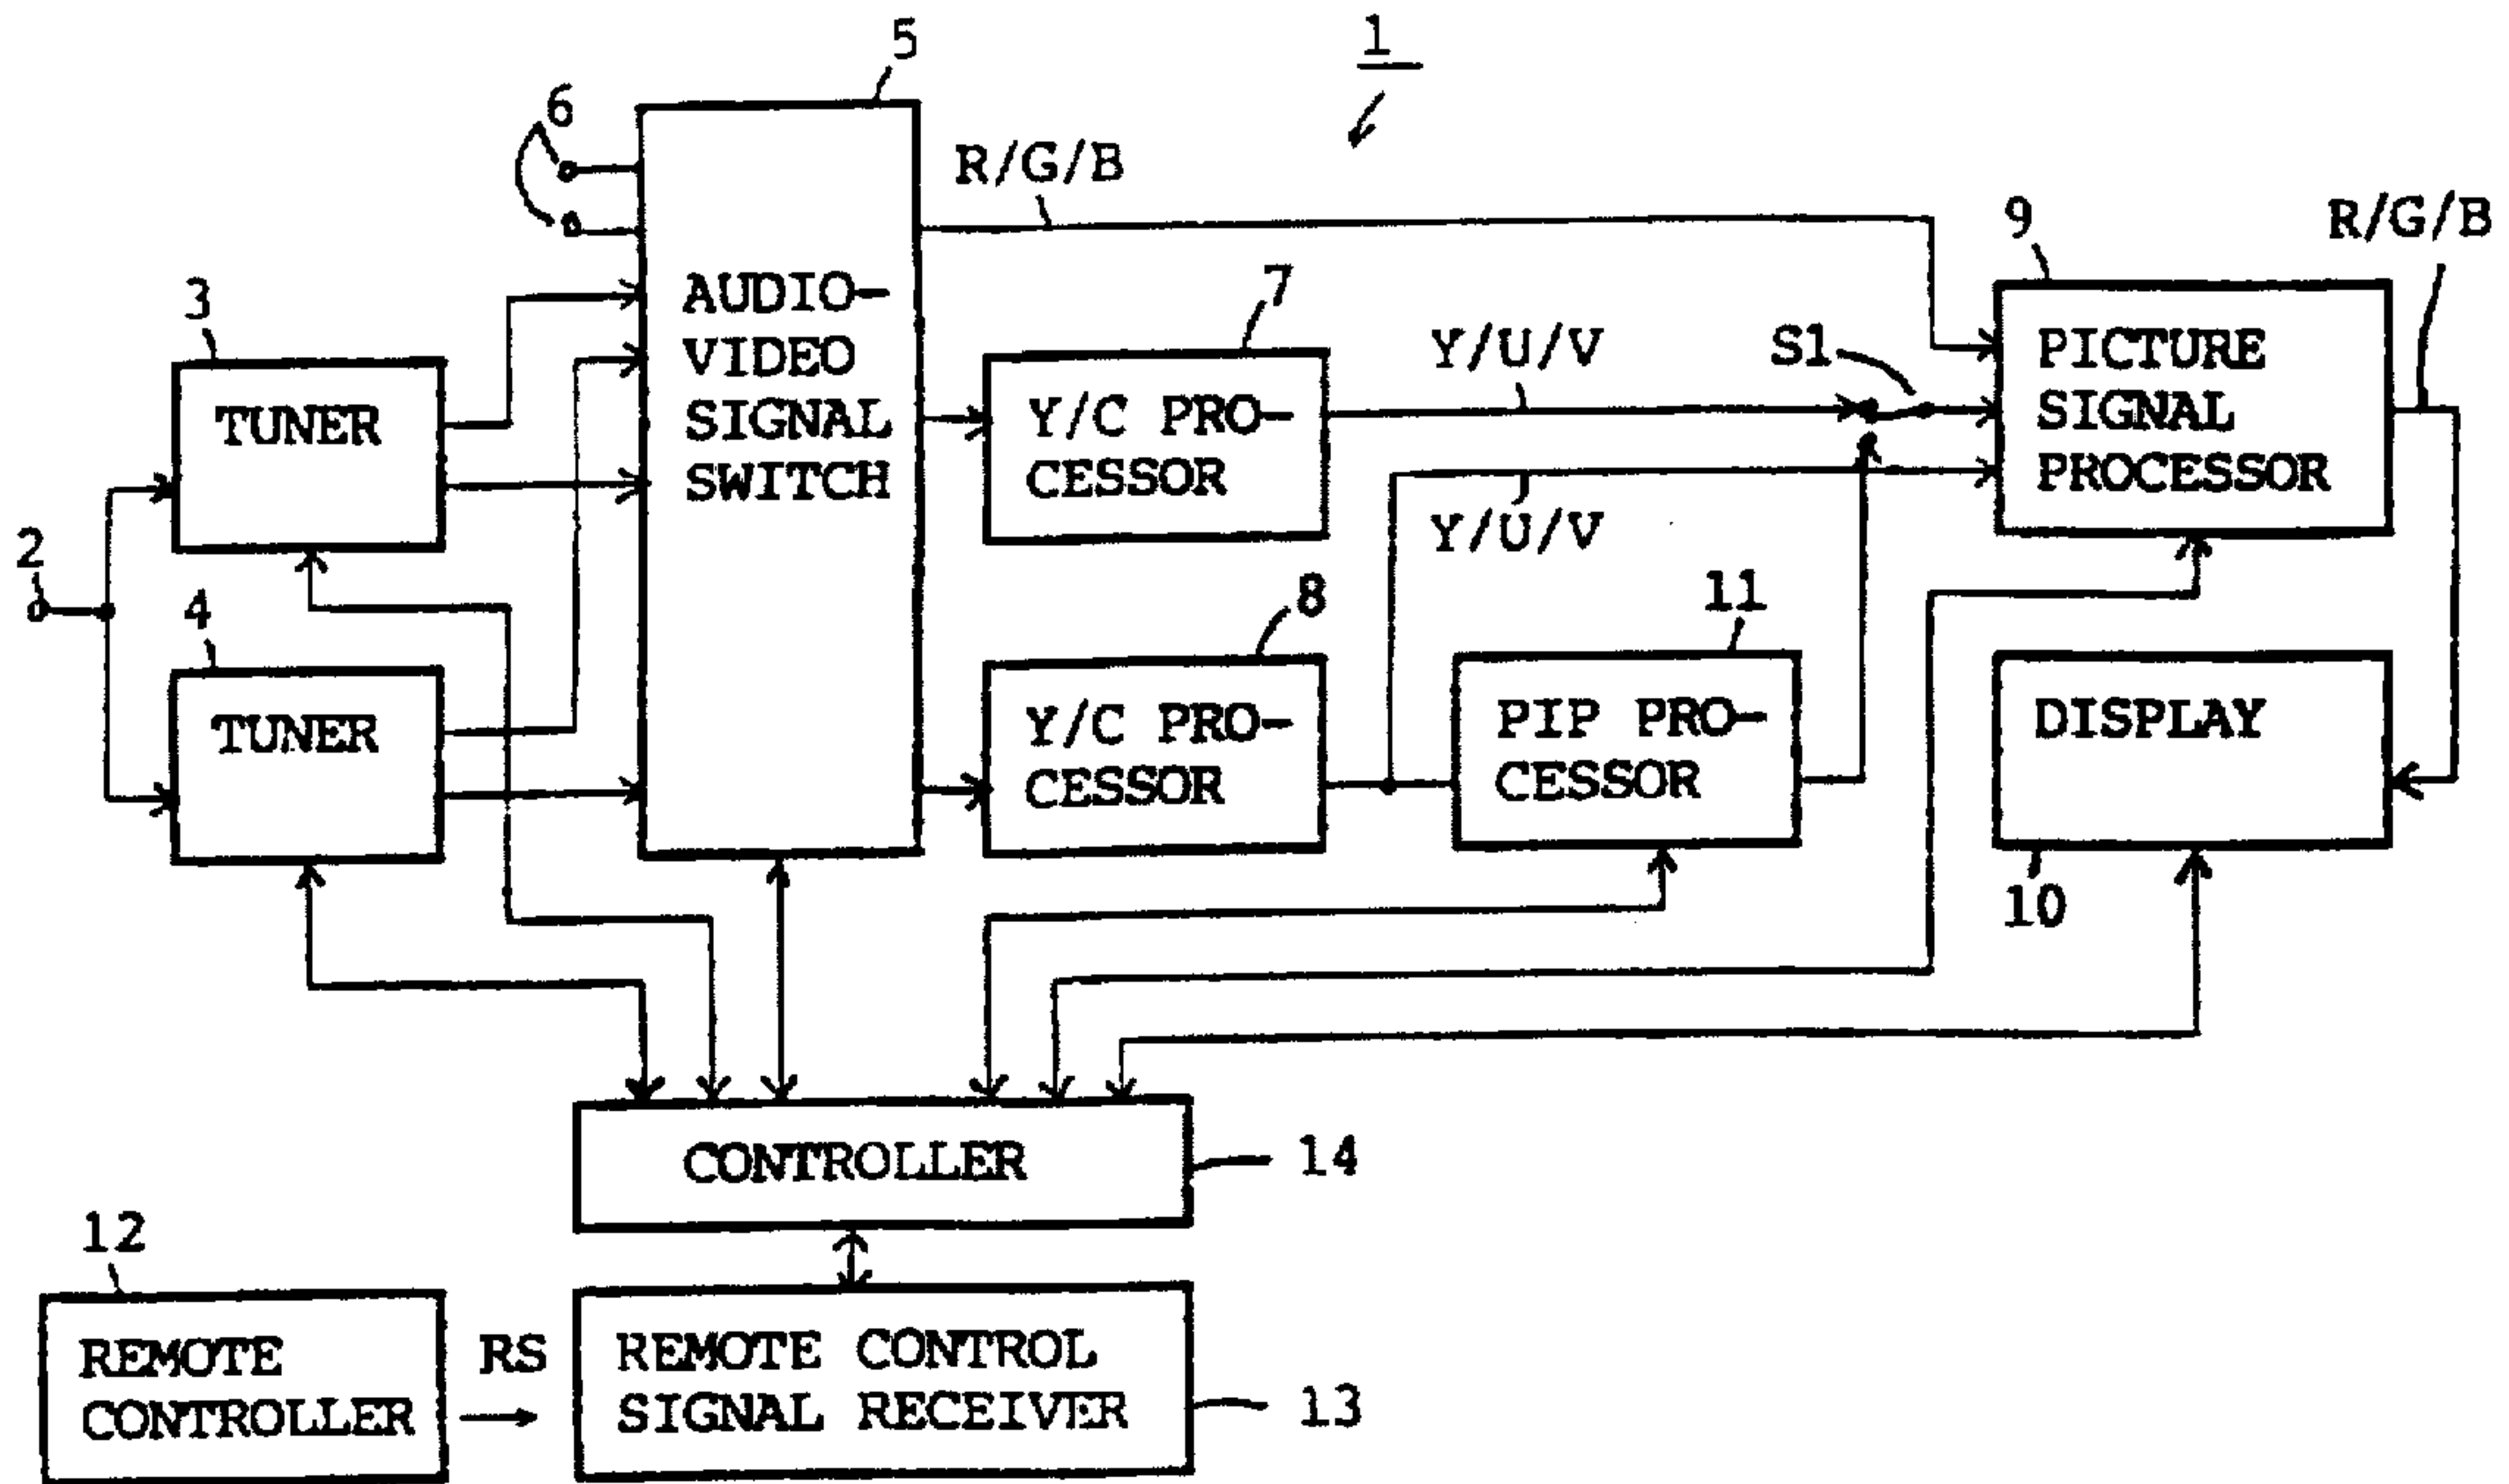 5
1
6
R/G/B
9
R/G/B
3
AUDIO-
VIDEO
SIGNAL
SWITCH
7
Y/U/V
S1
PICTURE
SIGNAL
PROCESSOR
TUNER
Y/C PRO-
CESSOR
2
Y/U/V
4
8
11
TUNER
Y/C PRO-
CESSOR
PIP PRO-
CESSOR
DISPLAY
10
CONTROLLER
14
12
REMOTE
CONTROLLER
RS
REMOTE CONTROL
SIGNAL RECEIVER
13